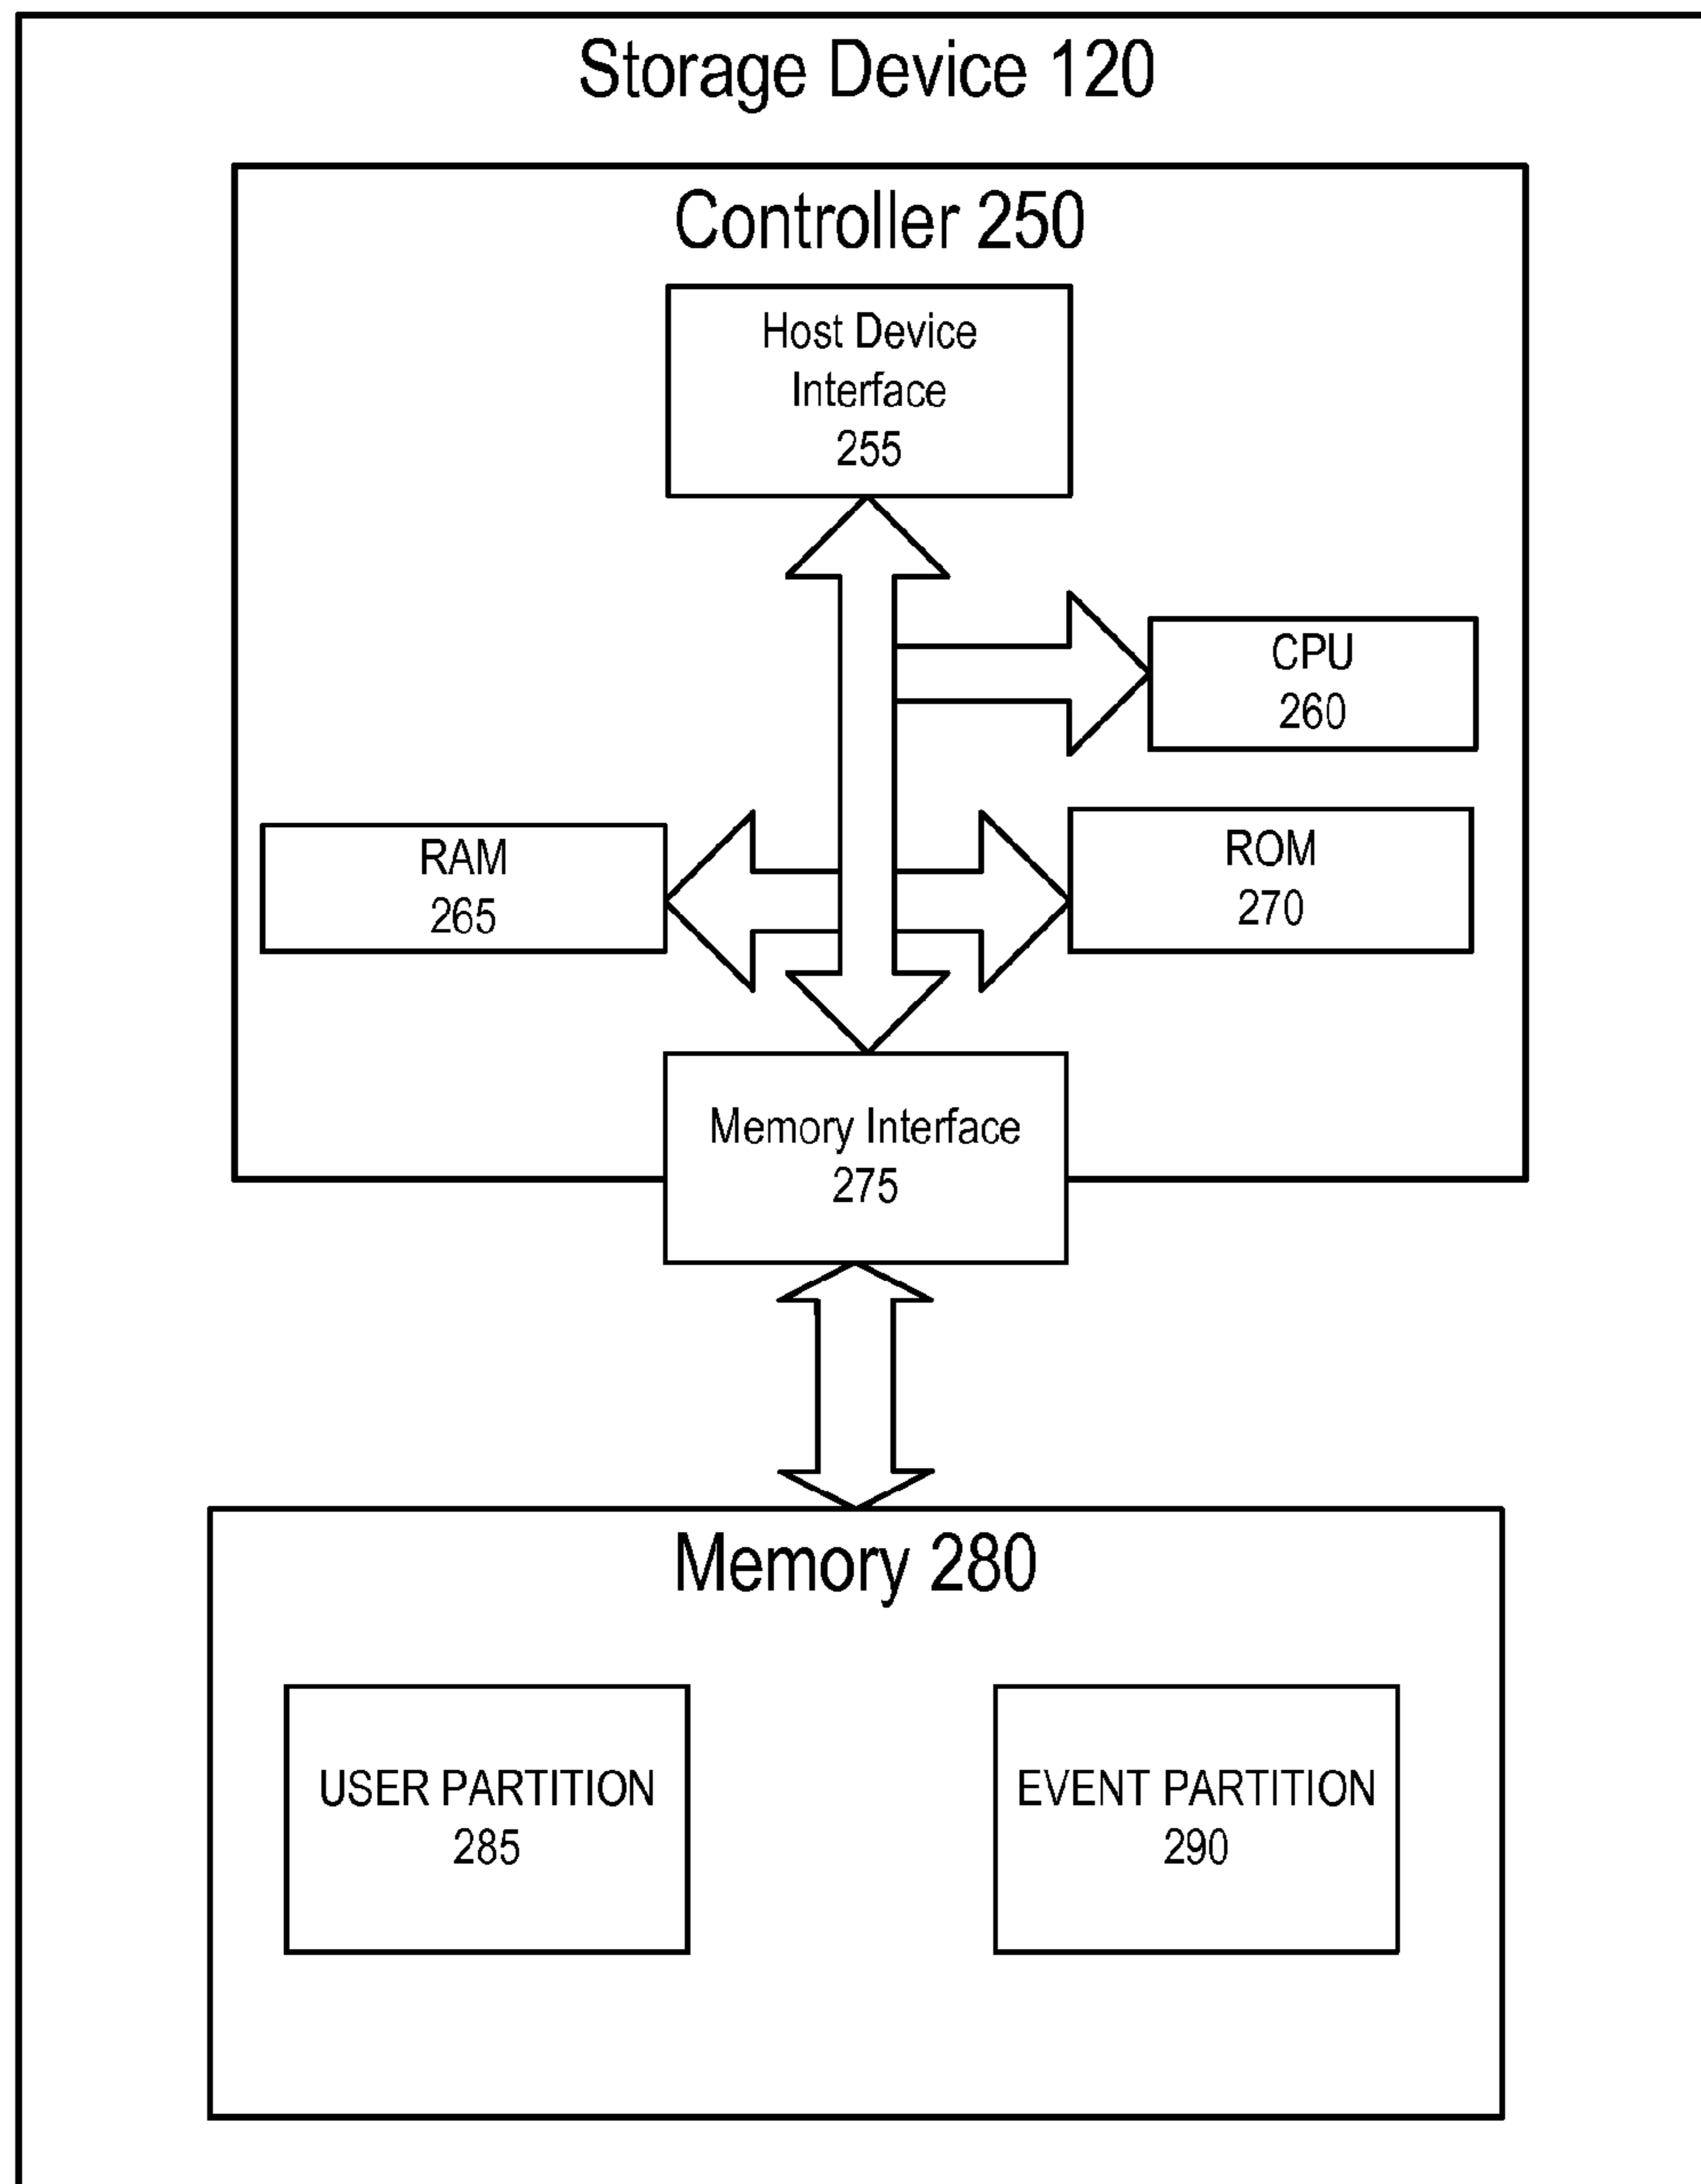 Storage Device 120
Controller 250
Host Device
Interface
255
CPU
260
RAM
265
ROM
270
Memory Interface
275
Memory 280
USER PARTITION
285
EVENT PARTITION
290